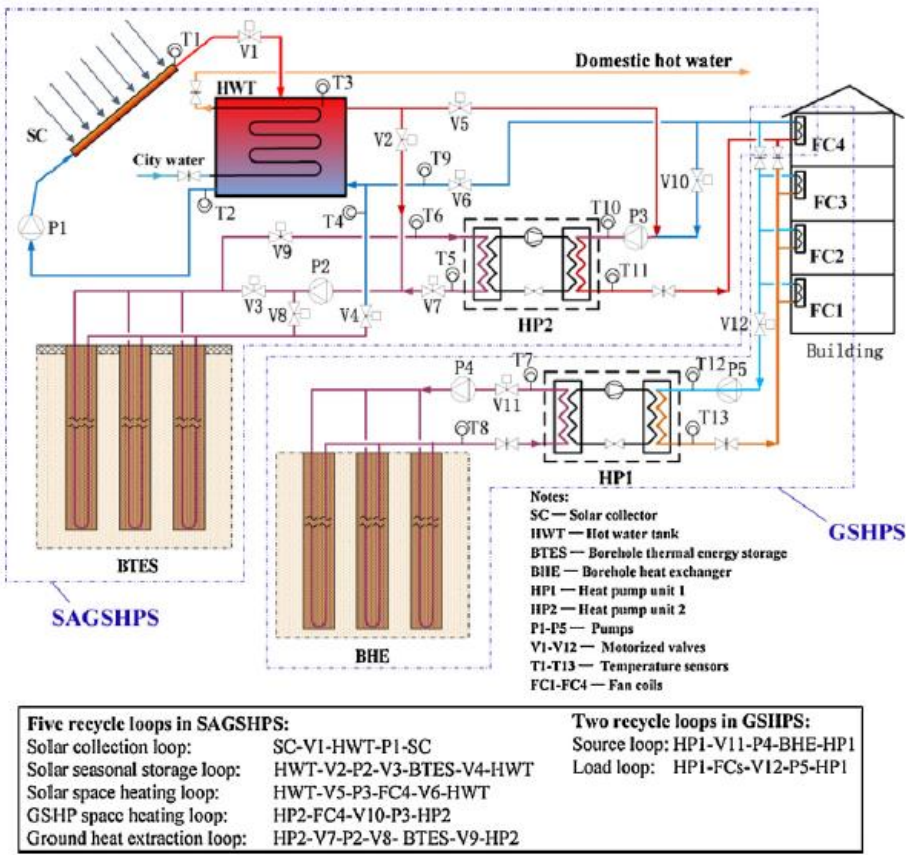 T1
V1
Domestic hot water
HWT
T3
SC
V5
V2
FC4
City water
T9
V10
V6
FC3
P1
T2
T4
T6
T10
P3
V9
FC2
T5
T11
P2
V3
V8
V4
V7
HP2
V12
FC1
Building
P4
T7
T12
P5
V11
T8
T13
HP1
Notes:
SC — Solar collector
GSHPS
HWT — Hot water tank
BTES — Borehole thermal energy storage
BTES
BHE — Borehole heat exchanger
HP1 — Heat pump unit 1
SAGSHPS
HP2 — Heat pump unit 2
P1-P5 — Pumps
V1-V12 — Motorized valves
BHE
T1-T13 — Temperature sensors
FC1-FC4 — Fan coils
Five recycle loops in SAGSHPS:
Solar collection loop: SC-V1-HWT-P1-SC
Solar seasonal storage loop: HWT-V2-P2-V3-BTES-V4-HWT
Solar space heating loop: HWT-V5-P3-FC4-V6-HWT
GSHP space heating loop: HP2-FC4-V10-P3-HP2
Ground heat extraction loop: HP2-V7-P2-V8- BTES-V9-HP2
Two recycle loops in GSHPS:
Source loop: HP1-V11-P4-BHE-HP1
Load loop: HP1-FCs-V12-P5-HP1